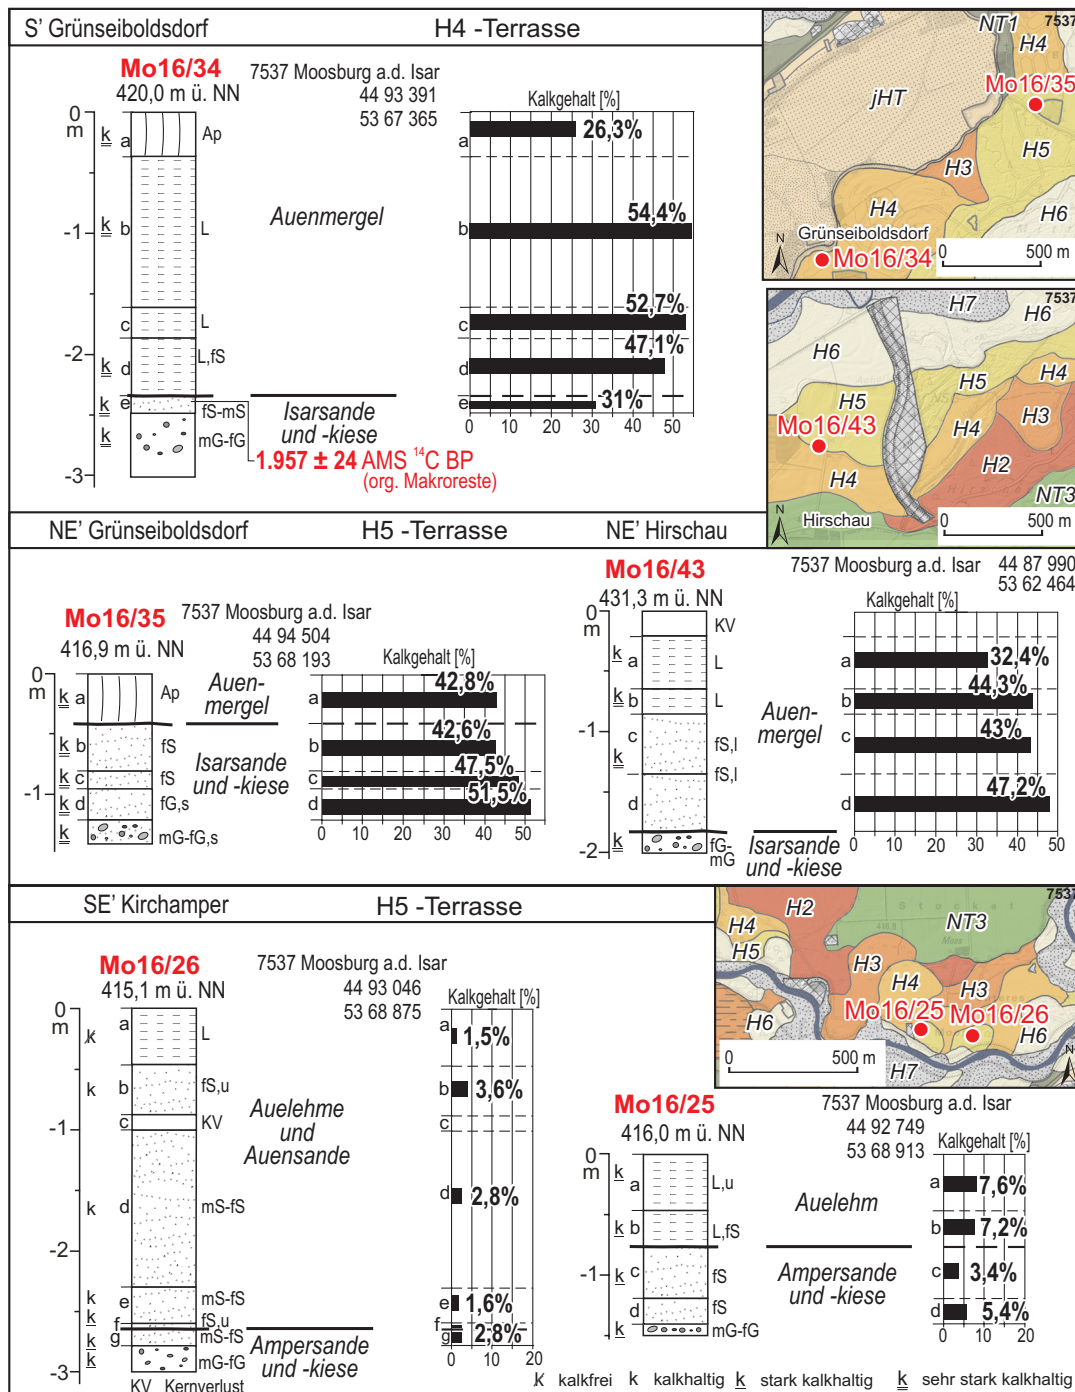 S' Grünseiboldsdorf
H4 -Terrasse
Mo16/34
420,0 m ü. NN
7537 Moosburg a.d. Isar
44 93 391
53 67 365
Kalkgehalt [%]
0
m
-1
-2
-3
k a Ap
k b L
c L
k d L,fS
k e fS-mS
k mG-fG
Auenmergel
Isarsande
und -kiese
1.957 ± 24 AMS 14C BP
(org. Makroreste)
a 26,3%
b 54,4%
c 52,7%
d 47,1%
e 31%
0 10 20 30 40 50
7537
NT1
H4
Mo16/35
jHT
H5
H3
H4
H6
Grünseiboldsdorf
Mo16/34
N
0 500 m
7537
H7
H6
H6
H5
H4
H5
Mo16/43
H3
H4
H4
H2
NT3
Hirschau
N
0 500 m
NE' Grünseiboldsdorf
H5 -Terrasse
NE' Hirschau
Mo16/35
416,9 m ü. NN
7537 Moosburg a.d. Isar
44 94 504
53 68 193
Kalkgehalt [%]
0
m
-1
k a Ap
k b fS
k c fS
k d fG,s
k mG-fG,s
Auen-
mergel
Isarsande
und -kiese
a 42,8%
b 42,6%
c 47,5%
d 51,5%
0 10 20 30 40 50
Mo16/43
431,3 m ü. NN
7537 Moosburg a.d. Isar
44 87 990
53 62 464
Kalkgehalt [%]
0
m
-1
-2
KV
k a L
k b L
c fS,l
fS,l
d
k fG-
mG
Auen-
mergel
Isarsande
und -kiese
a 32,4%
b 44,3%
c 43%
d 47,2%
0 10 20 30 40 50
SE' Kirchamper
H5 -Terrasse
Mo16/26
415,1 m ü. NN
7537 Moosburg a.d. Isar
44 93 046
53 68 875
Kalkgehalt [%]
0
m
-1
-2
-3
k a L
k b fS,u
c KV
k d mS-fS
k e mS-fS
k f fS,u
k g mS-fS
k mG-fG
KV Kernverlust
Auelehme
und
Auensande
Ampersande
und -kiese
a 1,5%
b 3,6%
c
d 2,8%
e 1,6%
f
g 2,8%
0 10 20
7537
H2
Stockat
NT3
H4
H5
H3
H4
H3
Mo16/25
Mo16/26
H6
H6
H7
N
0 500 m
Mo16/25
416,0 m ü. NN
7537 Moosburg a.d. Isar
44 92 749
53 68 913
Kalkgehalt [%]
0
m
-1
k a L,u
k b L,fS
k c fS
d fS
k mG-fG
Auelehm
Ampersande
und -kiese
a 7,6%
b 7,2%
c 3,4%
d 5,4%
0 10 20
k kalkfrei k kalkhaltig k stark kalkhaltig k sehr stark kalkhaltig